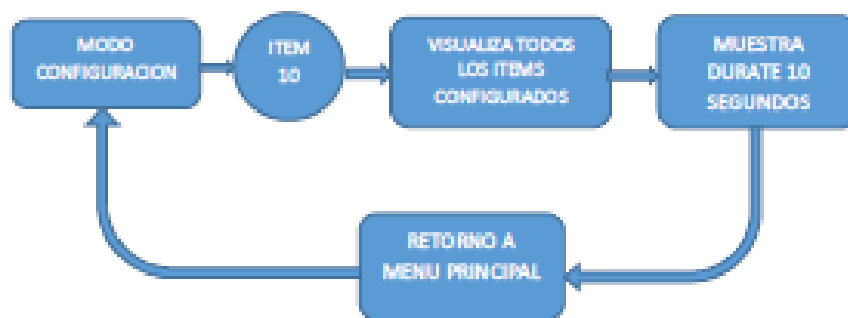 MODO
CONFIGURACION
ITEM
10
VISUALIZA TODOS
LOS ITEMS
CONFIGURADOS
MUESTRA
DURATE 10
SEGUNDOS
RETORNO A
MENU PRINCIPAL